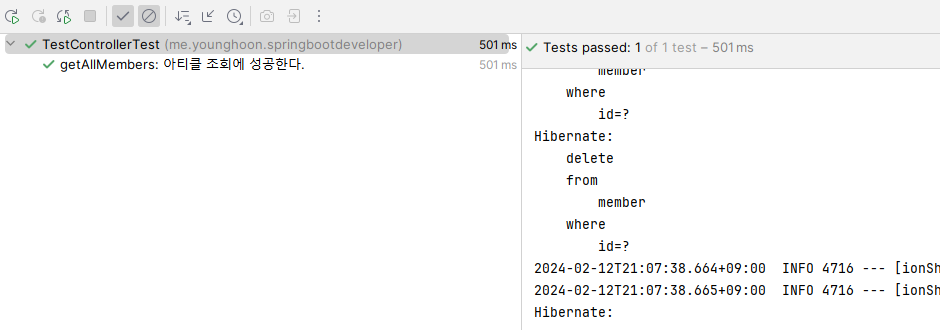 TestControllerTest (me.younghoon.springbootdeveloper) 501 ms
getAllMembers: 아티클 조회에 성공한다. 501 ms
Tests passed: 1 of 1 test – 501 ms
member
where
id=?
Hibernate:
delete
from
member
where
id=?
2024-02-12T21:07:38.664+09:00  INFO 4716 --- [ionSh
2024-02-12T21:07:38.665+09:00  INFO 4716 --- [ionSh
Hibernate: